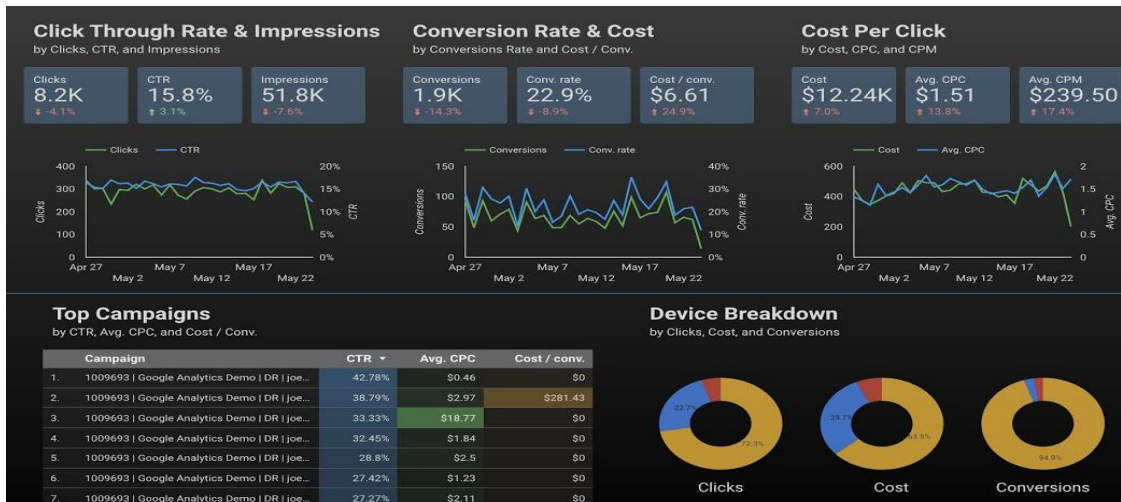 Click Through Rate & Impressions
by Clicks, CTR, and Impressions
Clicks
8.2K
-4.1%
CTR
15.8%
3.1%
Impressions
51.8K
-7.6%
Clicks
CTR
400
300
200
100
0
Clicks
20%
15%
10%
5%
0%
CTR
Apr 27
May 2
May 7
May 12
May 17
May 22
Conversion Rate & Cost
by Conversions Rate and Cost / Conv.
Conversions
1.9K
-14.3%
Conv. rate
22.9%
-8.9%
Cost / conv.
$6.61
24.9%
Conversions
Conv. rate
150
100
50
0
Conversions
40%
30%
20%
10%
0%
Conv. rate
Apr 27
May 2
May 7
May 12
May 17
May 22
Cost Per Click
by Cost, CPC, and CPM
Cost
$12.24K
7.0%
Avg. CPC
$1.51
13.8%
Avg. CPM
$239.50
17.4%
Cost
Avg. CPC
600
400
200
0
Cost
2
1.5
1
0.5
0
Avg. CPC
Apr 27
May 2
May 7
May 12
May 17
May 22
Top Campaigns
by CTR, Avg. CPC, and Cost / Conv.
Campaign CTR Avg. CPC Cost / conv.
1. 1009693 | Google Analytics Demo | DR | joe... 42.78% $0.46 $0
2. 1009693 | Google Analytics Demo | DR | joe... 38.79% $2.97 $281.43
3. 1009693 | Google Analytics Demo | DR | joe... 33.33% $18.77 $0
4. 1009693 | Google Analytics Demo | DR | joe... 32.45% $1.84 $0
5. 1009693 | Google Analytics Demo | DR | joe... 28.8% $2.5 $0
6. 1009693 | Google Analytics Demo | DR | joe... 27.42% $1.23 $0
7. 1009693 | Google Analytics Demo | DR | joe... 27.27% $2.11 $0
Device Breakdown
by Clicks, Cost, and Conversions
22.7%
72.3%
Clicks
29.7%
63.5%
Cost
94.9%
Conversions